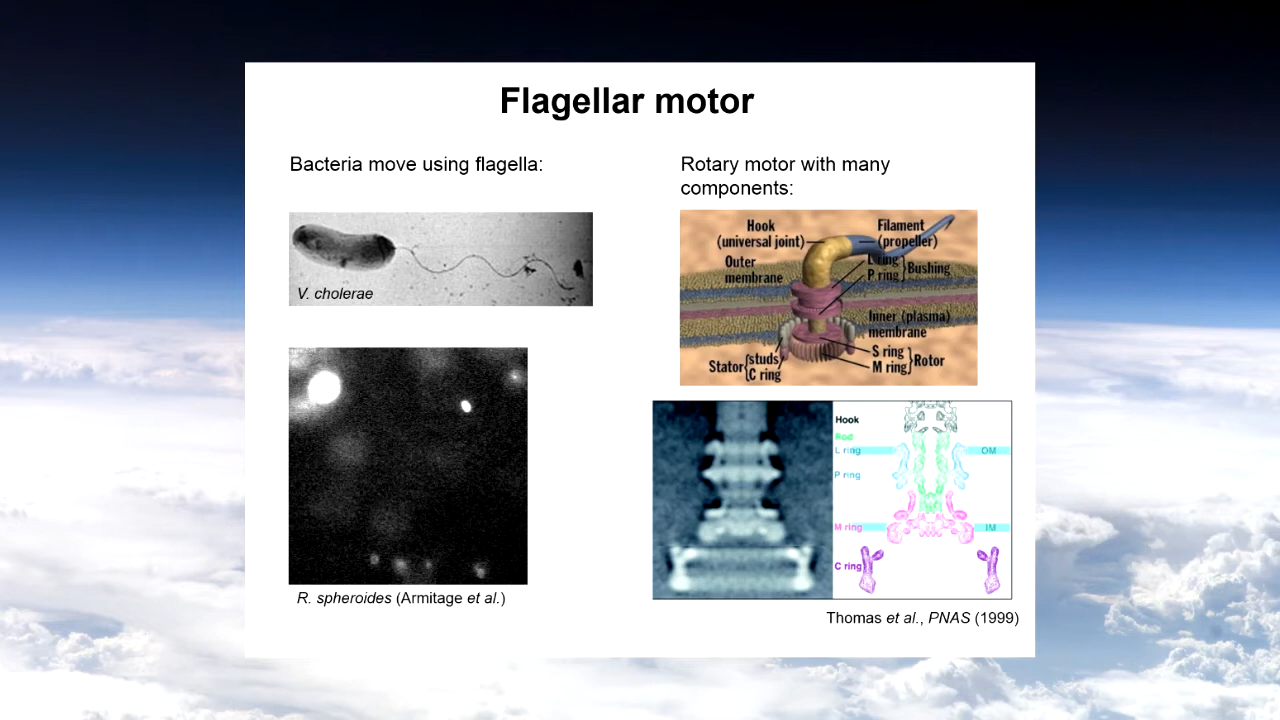 Flagellar motor
Bacteria move using flagella:
V. cholerae
R. spheroides (Armitage et al.)
Rotary motor with many
components:
Hook
(universal joint)
Filament
(propeller)
Outer
membrane
L ring
P ring
Bushing
Inner (plasma)
membrane
Stator
studs
C ring
S ring
M ring
Rotor
Hook
Rod
L ring
OM
P ring
M ring
IM
C ring
Thomas et al., PNAS (1999)